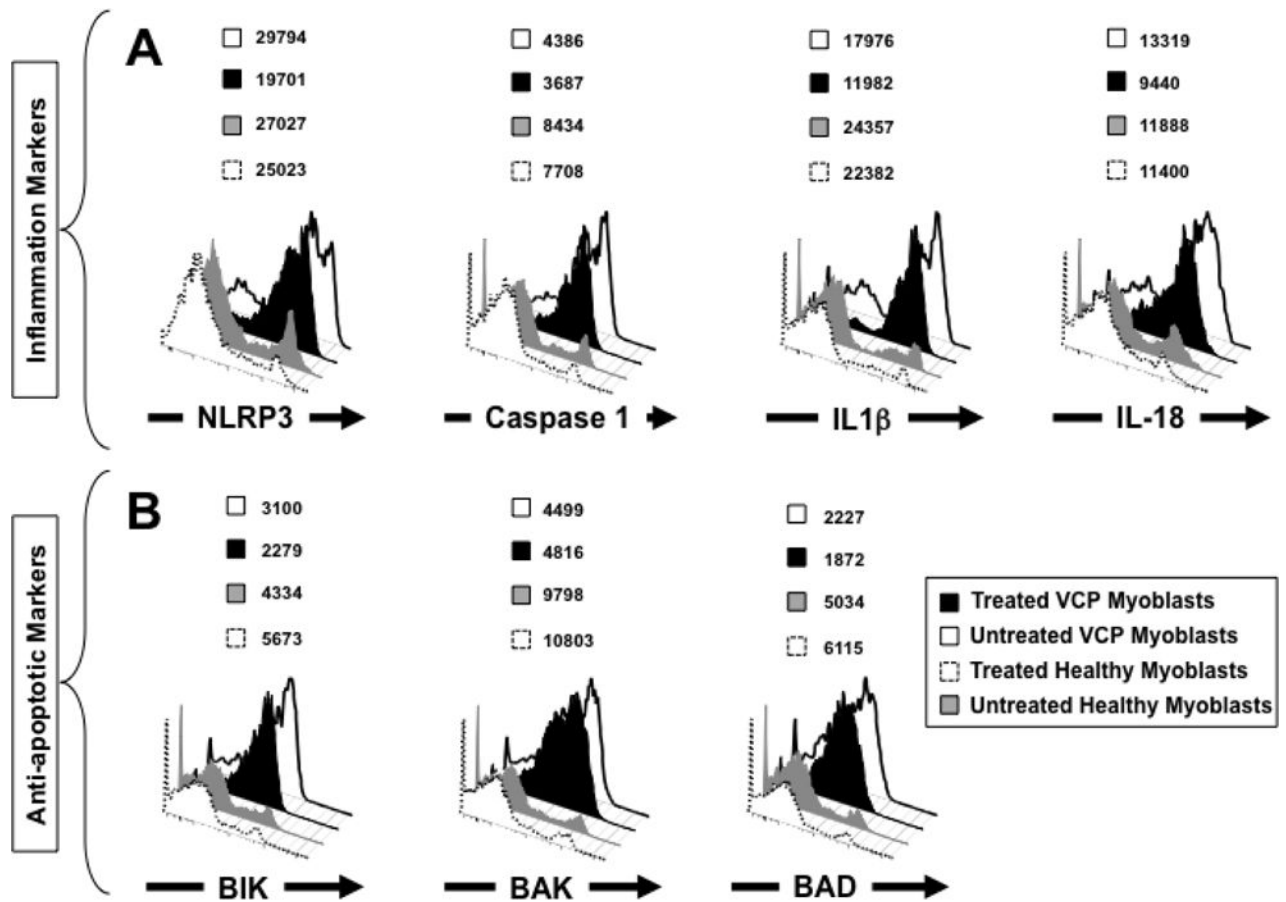 Inflammation Markers
A
29794
19701
27027
25023
NLRP3
4386
3687
8434
7708
Caspase 1
17976
11982
24357
22382
IL1β
13319
9440
11888
11400
IL-18
Anti-apoptotic Markers
B
3100
2279
4334
5673
BIK
4499
4816
9798
10803
BAK
2227
1872
5034
6115
BAD
Treated VCP Myoblasts
Untreated VCP Myoblasts
Treated Healthy Myoblasts
Untreated Healthy Myoblasts